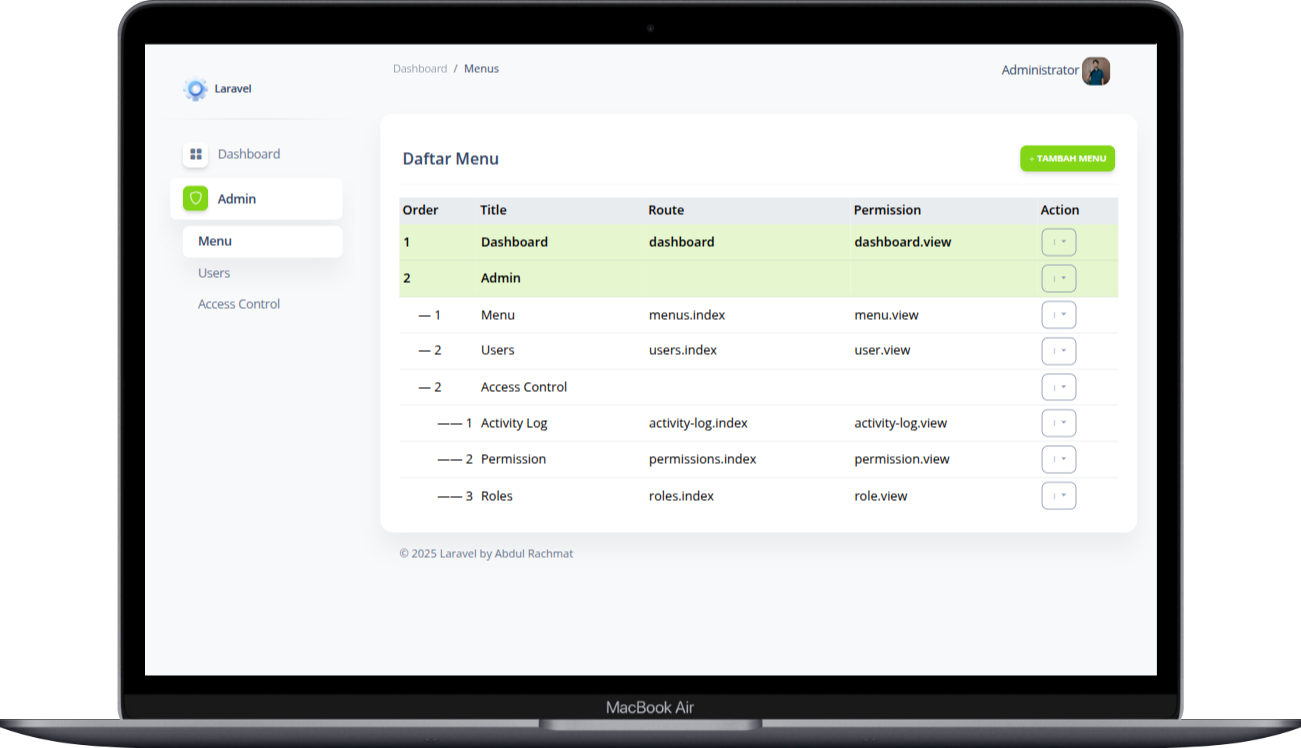 Dashboard / Menus
Administrator
Laravel
Dashboard
Admin
Menu
Users
Access Control
Daftar Menu
+ TAMBAH MENU
Order Title Route Permission Action
1 Dashboard dashboard dashboard.view
2 Admin
— 1 Menu menus.index menu.view
— 2 Users users.index user.view
— 2 Access Control
—— 1 Activity Log activity-log.index activity-log.view
—— 2 Permission permissions.index permission.view
—— 3 Roles roles.index role.view
© 2025 Laravel by Abdul Rachmat
MacBook Air